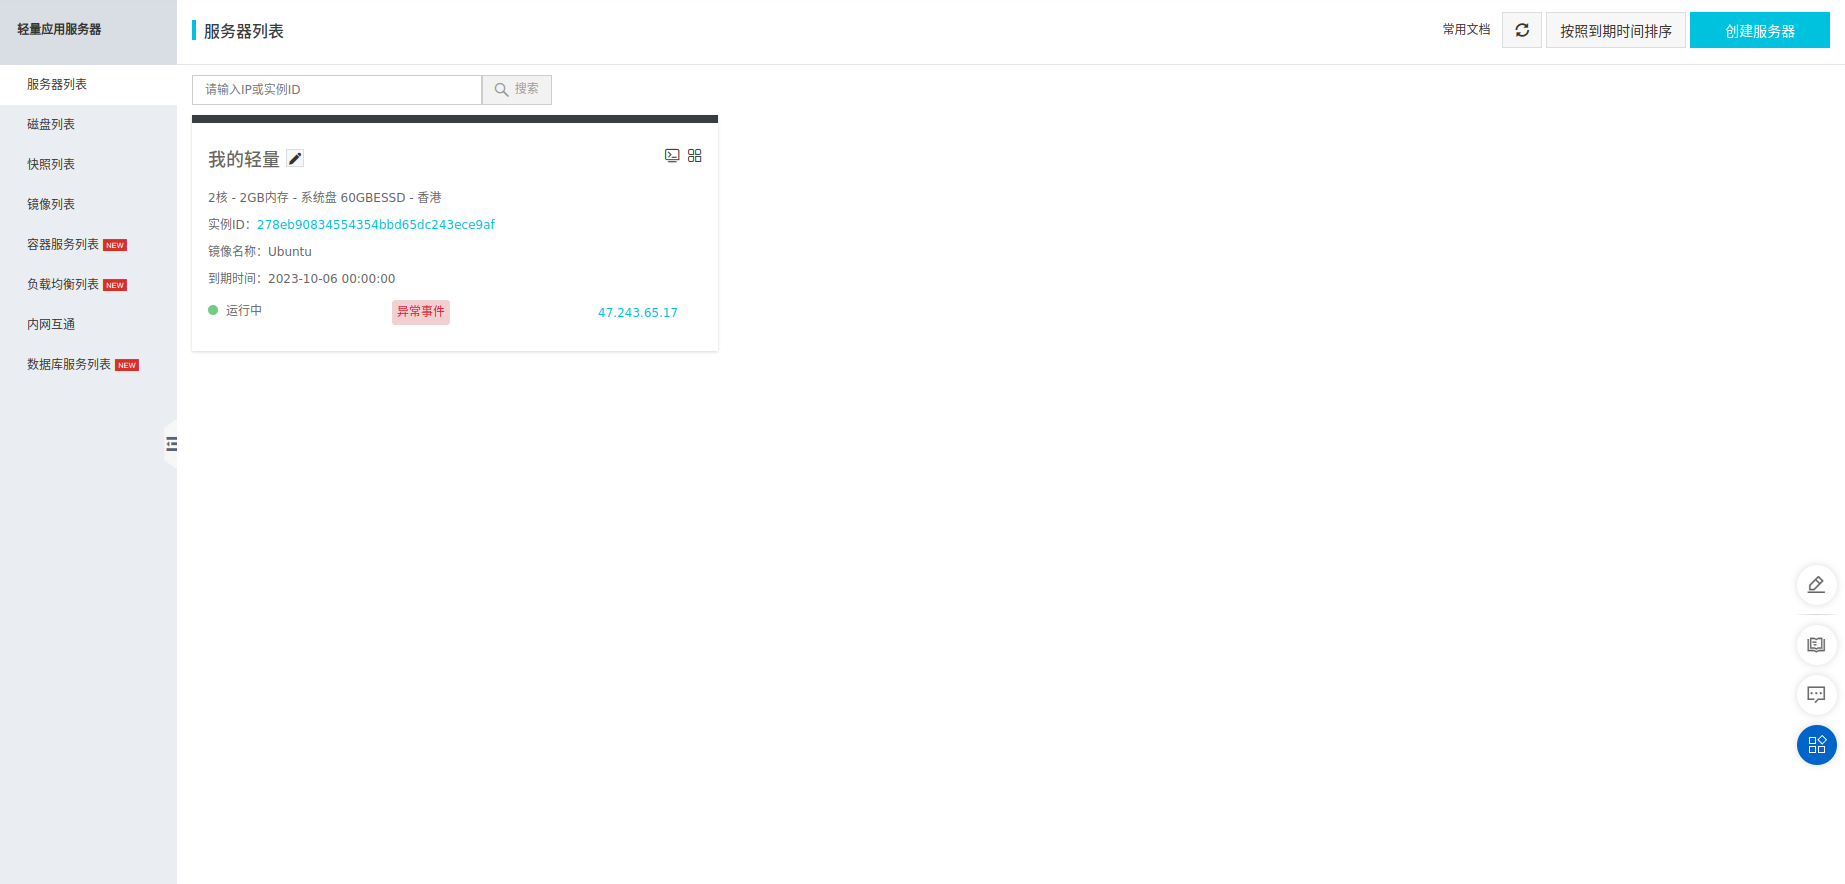 轻量应用服务器
服务器列表
磁盘列表
快照列表
镜像列表
容器服务列表 NEW
负载均衡列表 NEW
内网互通
数据库服务列表 NEW
服务器列表
常用文档
按照到期时间排序
创建服务器
请输入IP或实例ID
搜索
我的轻量
2核 - 2GB内存 - 系统盘 60GBESSD - 香港
实例ID：278eb90834554354bbd65dc243ece9af
镜像名称：Ubuntu
到期时间：2023-10-06 00:00:00
运行中
异常事件
47.243.65.17